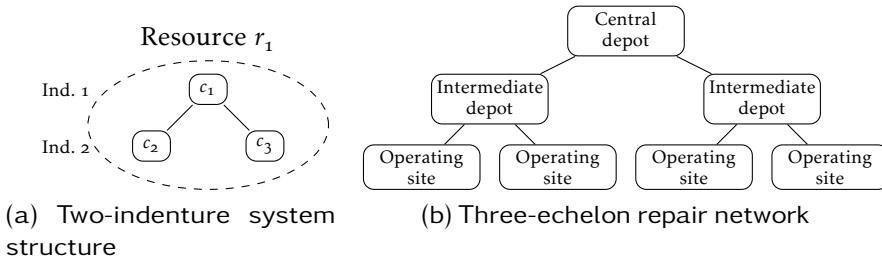 Resource r₁
Ind. 1
c₁
Ind. 2
c₂
c₃
(a) Two-indenture system
structure
Central
depot
Intermediate
depot
Intermediate
depot
Operating
site
Operating
site
Operating
site
Operating
site
(b) Three-echelon repair network